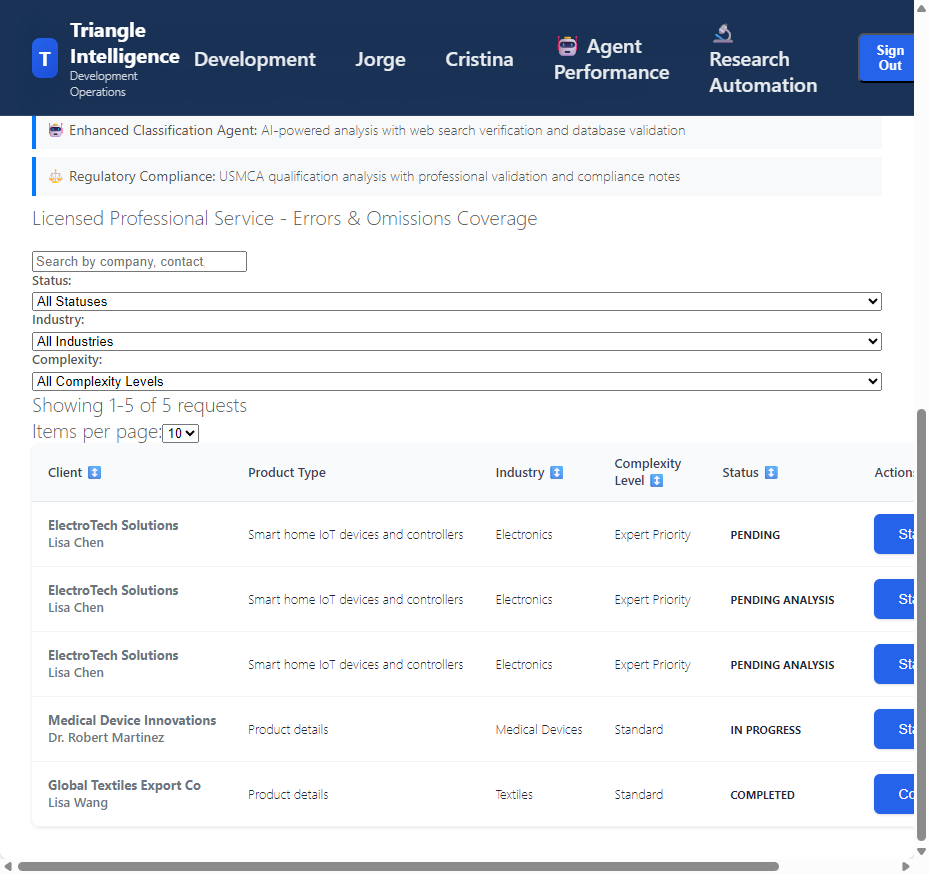 T
Triangle
Intelligence
Development
Operations
Development
Jorge
Cristina
Agent
Performance
Research
Automation
Sign
Out
Enhanced Classification Agent: AI-powered analysis with web search verification and database validation
Regulatory Compliance: USMCA qualification analysis with professional validation and compliance notes
Licensed Professional Service - Errors & Omissions Coverage
Search by company, contact
Status:
All Statuses
Industry:
All Industries
Complexity:
All Complexity Levels
Showing 1-5 of 5 requests
Items per page: 10
Client Product Type Industry Complexity Level Status Action
ElectroTech Solutions
Lisa Chen
Smart home IoT devices and controllers Electronics Expert Priority PENDING Sta
ElectroTech Solutions
Lisa Chen
Smart home IoT devices and controllers Electronics Expert Priority PENDING ANALYSIS Sta
ElectroTech Solutions
Lisa Chen
Smart home IoT devices and controllers Electronics Expert Priority PENDING ANALYSIS Sta
Medical Device Innovations
Dr. Robert Martinez
Product details Medical Devices Standard IN PROGRESS Sta
Global Textiles Export Co
Lisa Wang
Product details Textiles Standard COMPLETED Co